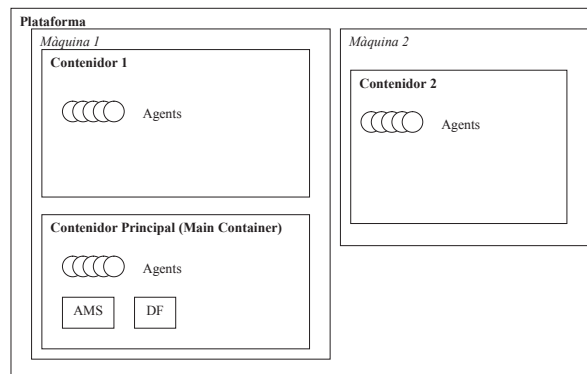 Plataforma
Màquina 1
Contenidor 1
Agents
Contenidor Principal (Main Container)
Agents
AMS DF
Màquina 2
Contenidor 2
Agents